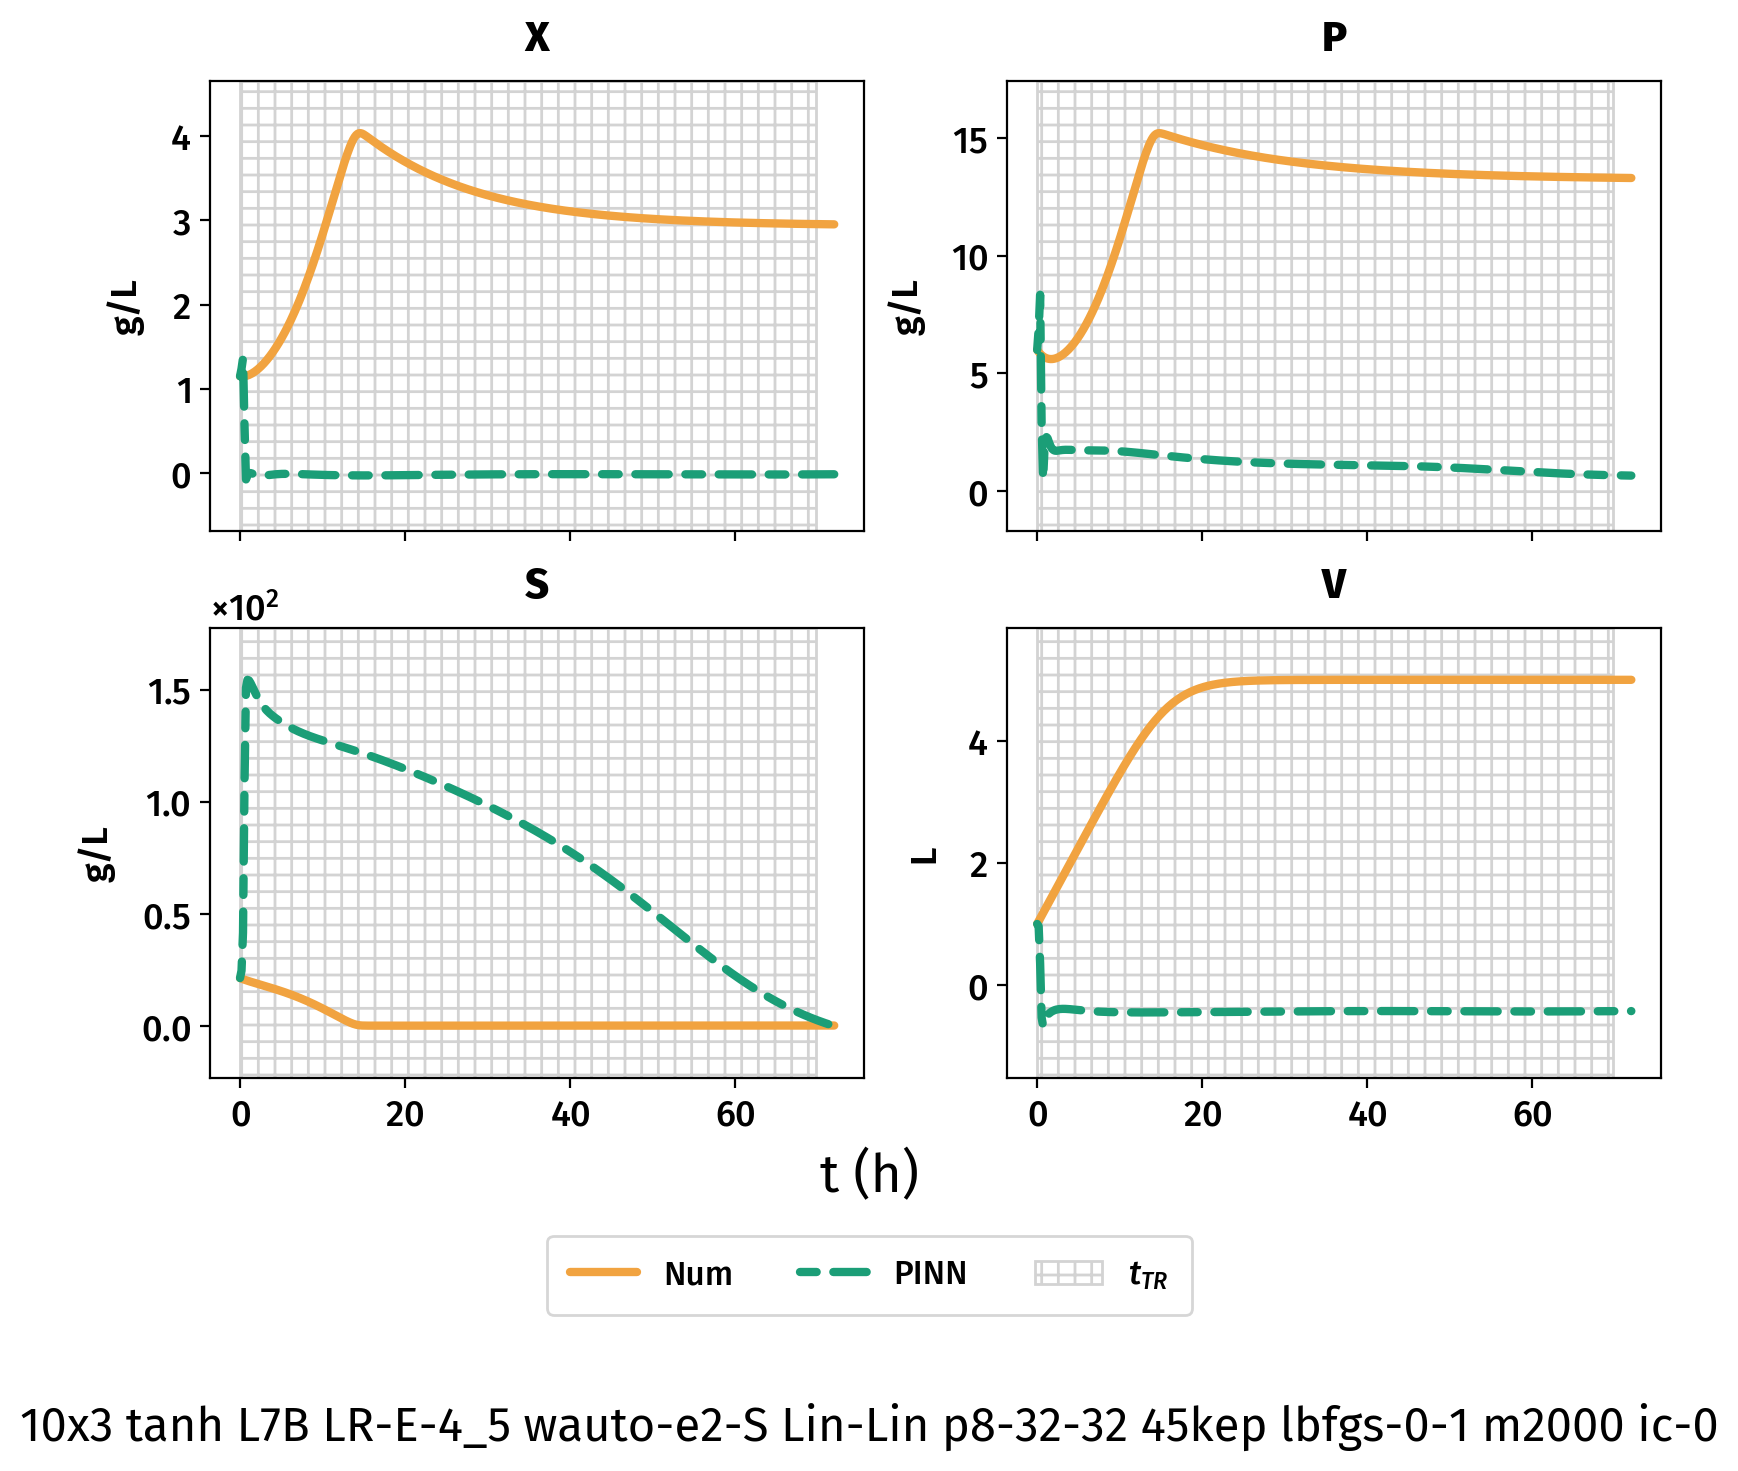 X
P
4
3
2
1
0
g/L
15
10
5
0
g/L
S
V
×10²
1.5
1.0
0.5
0.0
g/L
4
2
0
L
0 20 40 60
0 20 40 60
t (h)
Num PINN t_TR
10x3 tanh L7B LR-E-4_5 wauto-e2-S Lin-Lin p8-32-32 45kep lbfgs-0-1 m2000 ic-0